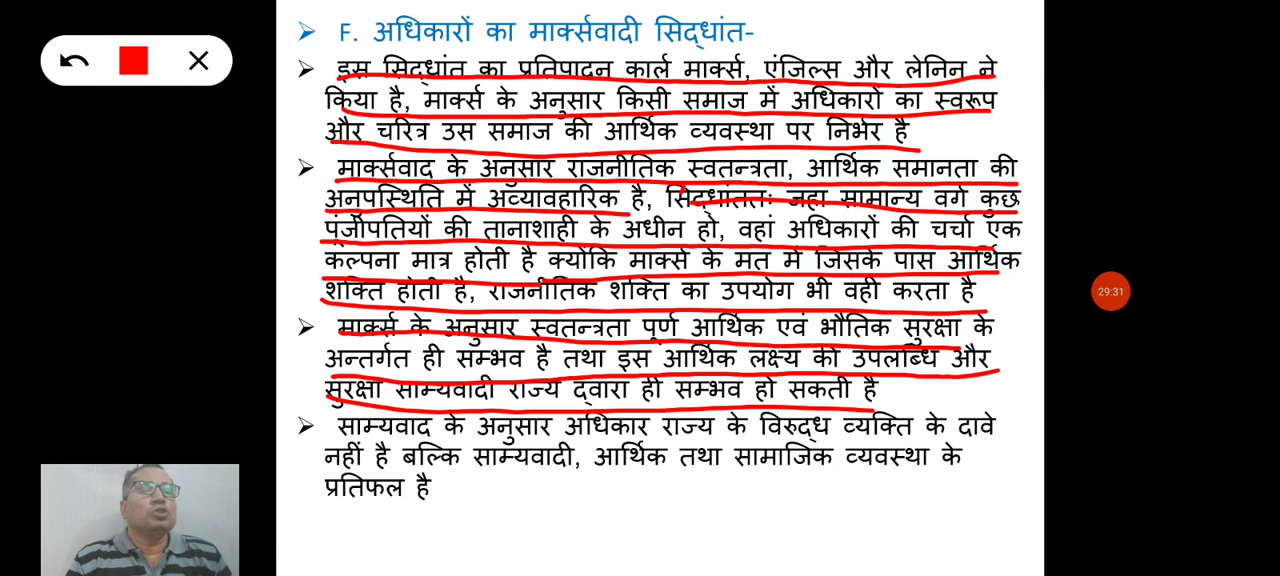 F. अधिकारों का मार्क्सवादी सिद्धांत-
इस सिद्धांत का प्रतिपादन कार्ल मार्क्स, एंजिल्स और लेनिन ने
किया है, मार्क्स के अनुसार किसी समाज में अधिकारों का स्वरूप
और चरित्र उस समाज की आर्थिक व्यवस्था पर निर्भर है
मार्क्सवाद के अनुसार राजनीतिक स्वतन्त्रता, आर्थिक समानता की
अनुपस्थिति में अव्यावहारिक है, सिद्धांततः जहा सामान्य वर्ग कुछ
पूंजीपतियों की तानाशाही के अधीन हो, वहां अधिकारों की चर्चा एक
कल्पना मात्र होती है क्योंकि मार्क्स के मत में जिसके पास आर्थिक
शक्ति होती है, राजनीतिक शक्ति का उपयोग भी वही करता है
मार्क्स के अनुसार स्वतन्त्रता पूर्ण आर्थिक एवं भौतिक सुरक्षा के
अन्तर्गत ही सम्भव है तथा इस आर्थिक लक्ष्य की उपलब्धि और
सुरक्षा साम्यवादी राज्य द्वारा ही सम्भव हो सकती है
साम्यवाद के अनुसार अधिकार राज्य के विरुद्ध व्यक्ति के दावे
नहीं है बल्कि साम्यवादी, आर्थिक तथा सामाजिक व्यवस्था के
प्रतिफल है
29:31